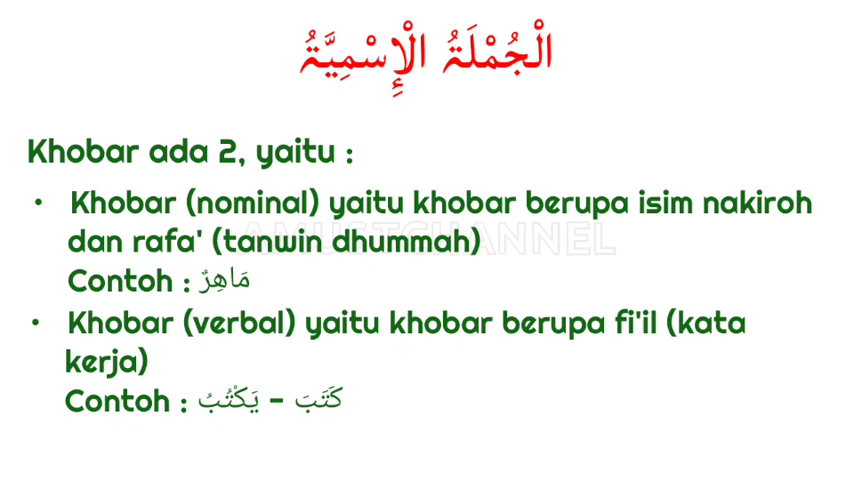 الْجُمْلَةُ الْإِسْمِيَّةُ
Khobar ada 2, yaitu :
• Khobar (nominal) yaitu khobar berupa isim nakiroh
dan rafa' (tanwin dhummah)
AMUSTCHANNEL
Contoh : مَاهِرٌ
• Khobar (verbal) yaitu khobar berupa fi'il (kata
kerja)
Contoh : كَتَبَ - يَكْتُبُ